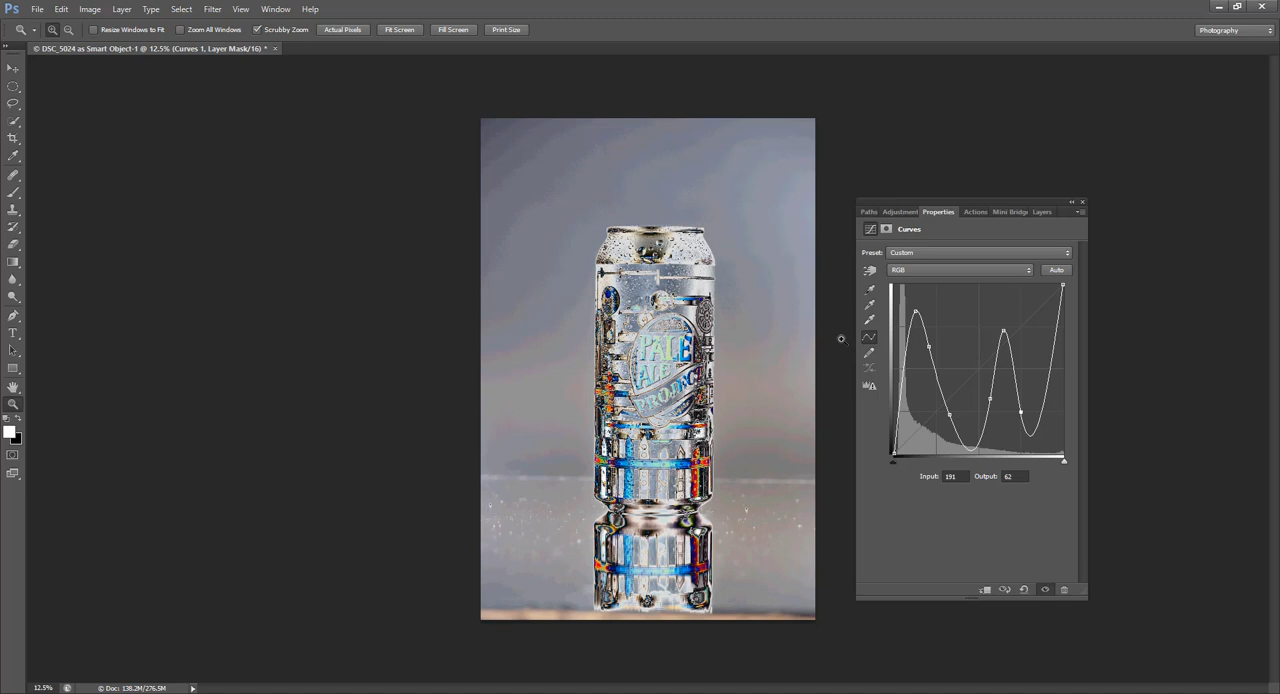 Ps File Edit Image Layer Type Select Filter View Window Help
Resize Windows to Fit Zoom All Windows Scrubby Zoom Actual Pixels Fit Screen Fill Screen Print Size Photography
© DSC_5024 as Smart Object-1 @ 12.5% (Curves 1, Layer Mask/16) * ×
Paths Adjustment Properties Actions Mini Bridge Layers
Curves
Preset: Custom
RGB Auto
PALE
ALE
PROJECT
Input: 191 Output: 62
12.5% © Doc: 138.2M/276.5M